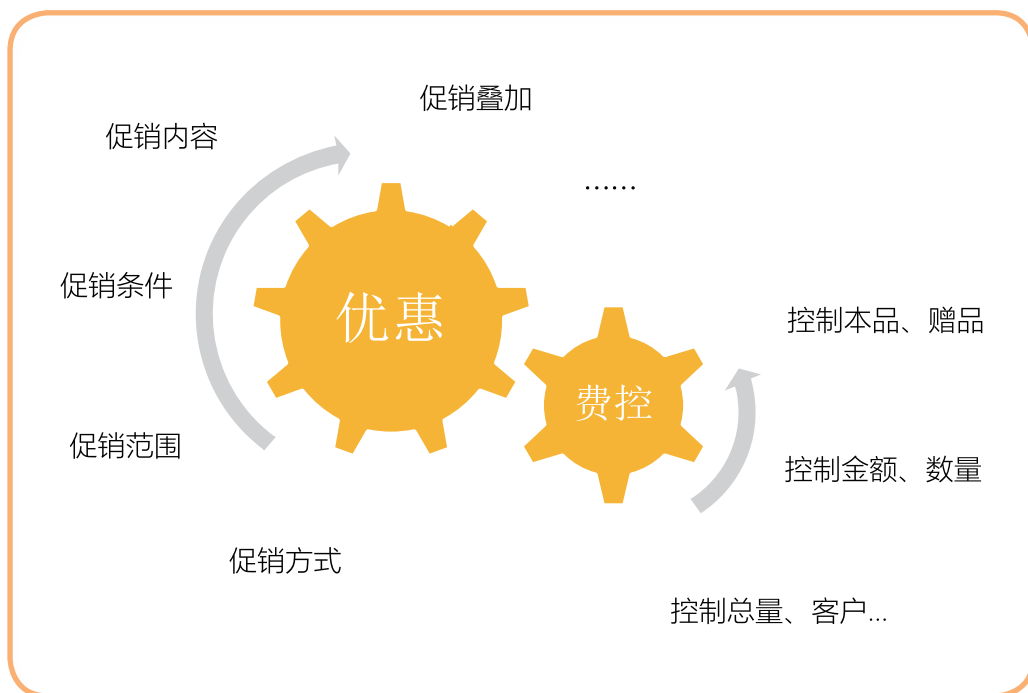 促销叠加
促销内容
……
促销条件
优惠
控制本品、赠品
费控
促销范围
控制金额、数量
促销方式
控制总量、客户...